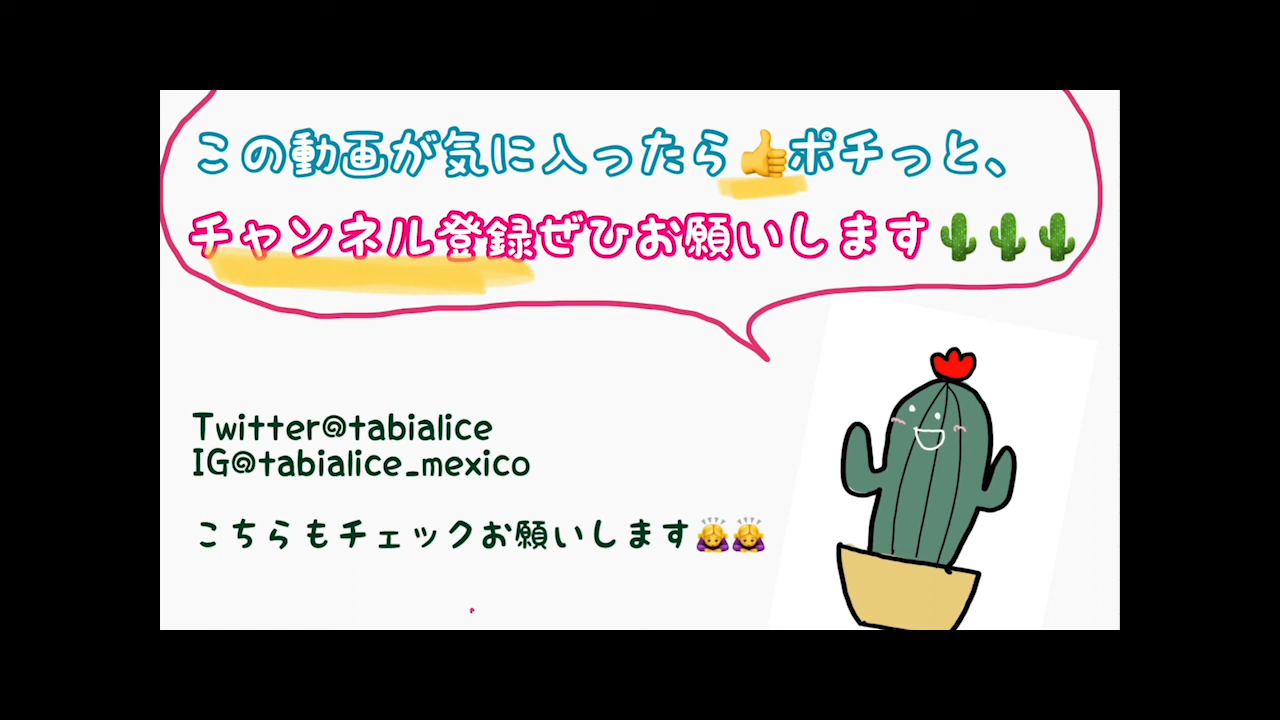 この動画が気に入ったら👍ポチっと、
チャンネル登録ぜひお願いします🌵🌵🌵
Twitter@tabialice
IG@tabialice_mexico
こちらもチェックお願いします🙇‍♀️🙇‍♀️